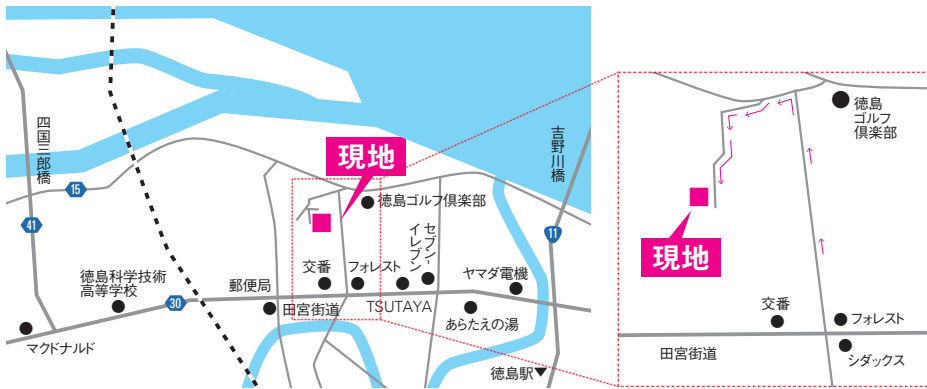 四国三郎橋
吉野川橋
現地
15
徳島ゴルフ倶楽部
41
セブン-
イレブン
11
徳島科学技術
高等学校
郵便局
交番
フォレスト
ヤマダ電機
30
田宮街道
TSUTAYA
あらたえの湯
マクドナルド
徳島駅
徳島
ゴルフ
倶楽部
現地
交番
フォレスト
田宮街道
シダックス